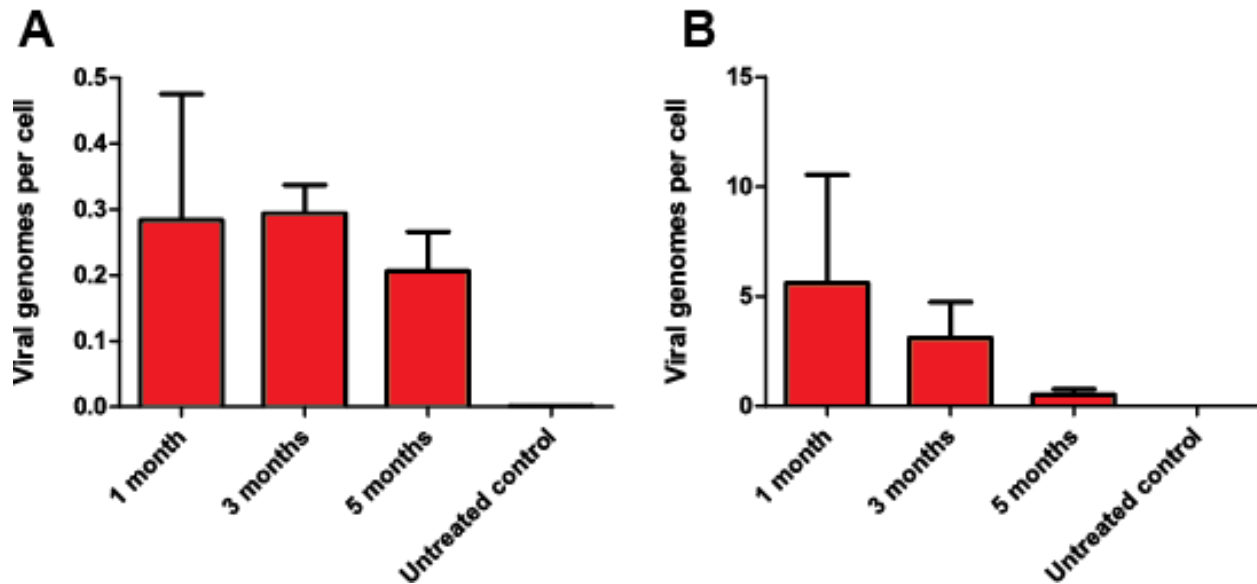 A
Viral genomes per cell
0.5
0.4
0.3
0.2
0.1
0.0
1 month
3 months
5 months
Untreated control
B
Viral genomes per cell
15
10
5
0
1 month
3 months
5 months
Untreated control